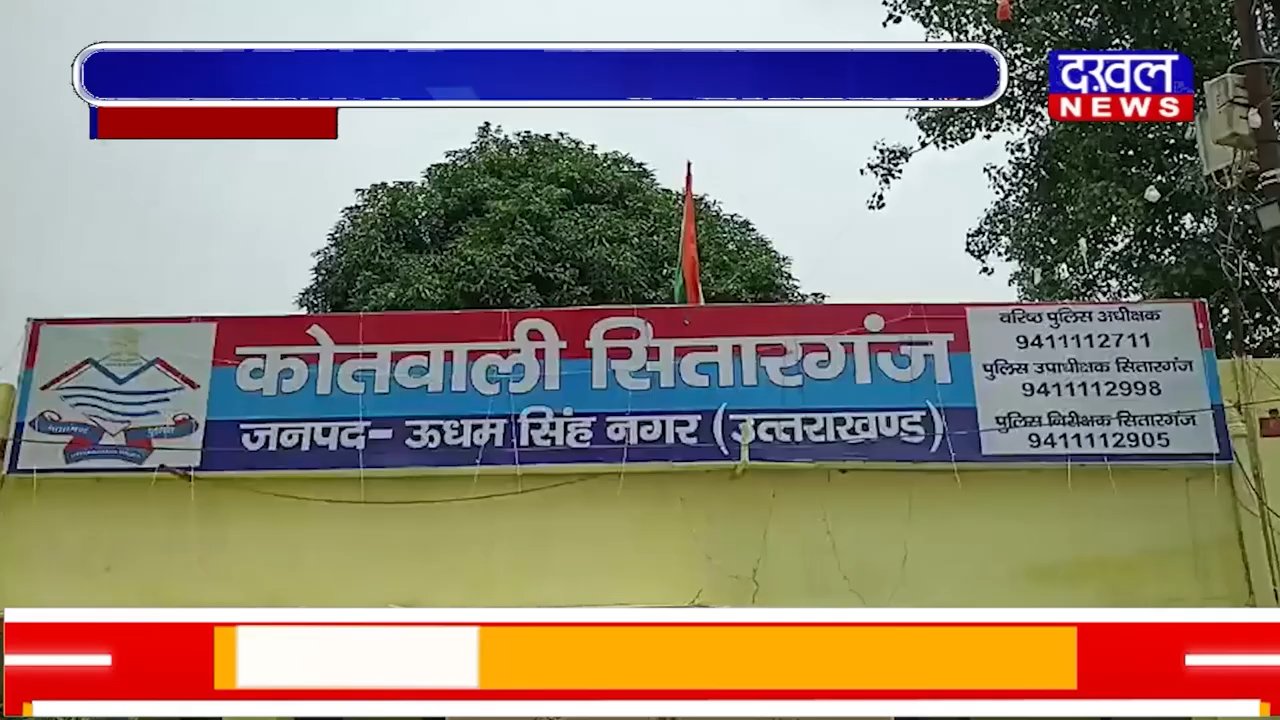 दख़ल
NEWS
कोतवाली सितारगंज
जनपद- ऊधम सिंह नगर (उत्तराखण्ड)
वरिष्ठ पुलिस अधीक्षक
9411112711
पुलिस उपाधीक्षक सितारगंज
9411112998
पुलिस निरीक्षक सितारगंज
9411112905